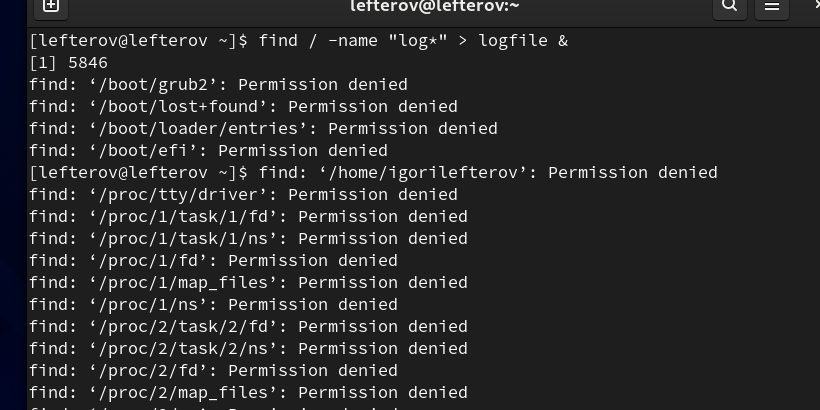 lefterov@lefterov:~
[lefterov@lefterov ~]$ find / -name "log*" > logfile &
[1] 5846
find: ‘/boot/grub2’: Permission denied
find: ‘/boot/lost+found’: Permission denied
find: ‘/boot/loader/entries’: Permission denied
find: ‘/boot/efi’: Permission denied
[lefterov@lefterov ~]$ find: ‘/home/igorilefterov’: Permission denied
find: ‘/proc/tty/driver’: Permission denied
find: ‘/proc/1/task/1/fd’: Permission denied
find: ‘/proc/1/task/1/ns’: Permission denied
find: ‘/proc/1/fd’: Permission denied
find: ‘/proc/1/map_files’: Permission denied
find: ‘/proc/1/ns’: Permission denied
find: ‘/proc/2/task/2/fd’: Permission denied
find: ‘/proc/2/task/2/ns’: Permission denied
find: ‘/proc/2/fd’: Permission denied
find: ‘/proc/2/map_files’: Permission denied